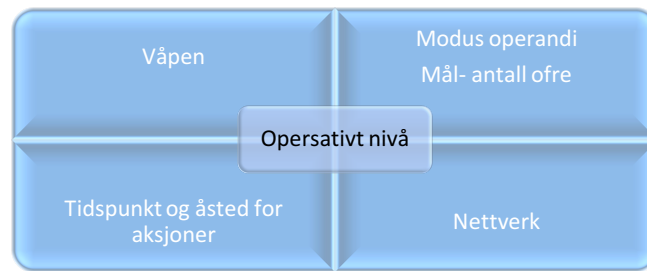 Våpen
Modus operandi
Mål- antall ofre
Opersativt nivå
Tidspunkt og åsted for
aksjoner
Nettverk